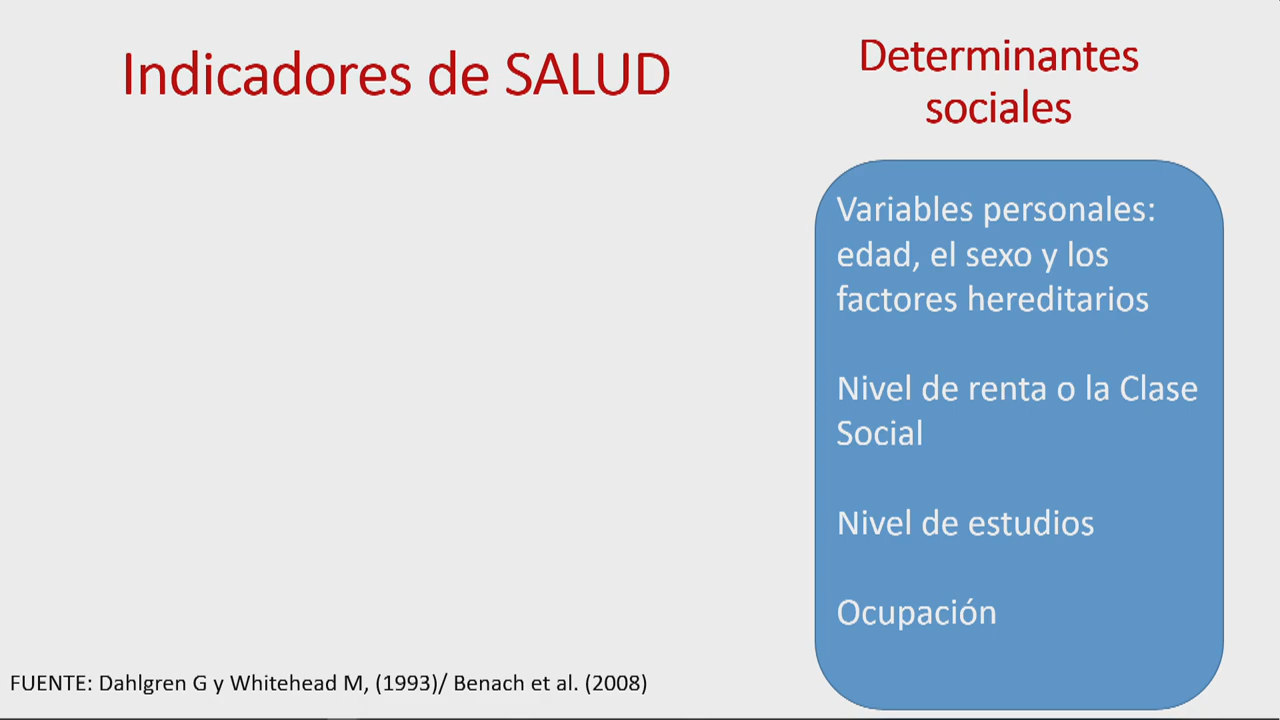 Indicadores de SALUD
Determinantes
sociales
Variables personales:
edad, el sexo y los
factores hereditarios
Nivel de renta o la Clase
Social
Nivel de estudios
Ocupación
FUENTE: Dahlgren G y Whitehead M, (1993)/ Benach et al. (2008)